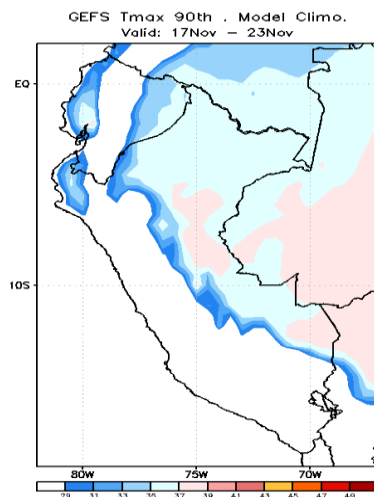 GEFS Tmax 90th . Model Climo.
Valid: 17Nov – 23Nov
EQ
10S
80W 75W 70W
29 31 33 35 37 39 41 43 45 47 49